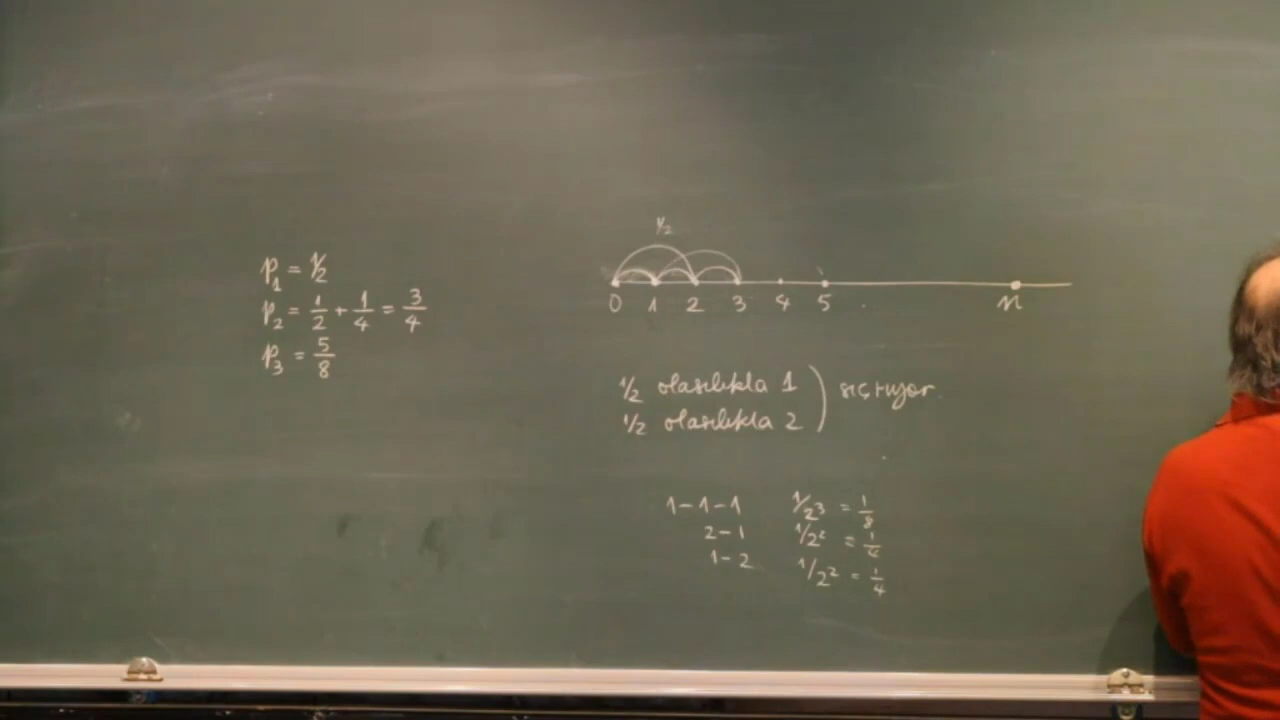 p₁ = 1/2
p₂ = 1/2 + 1/4 = 3/4
p₃ = 5/8
1/2
0 1 2 3 4 5 n
1/2 olasılıkla 1
1/2 olasılıkla 2 ) sıçrıyor.
1-1-1 1/2³ = 1/8
2-1 1/2² = 1/4
1-2 1/2² = 1/4